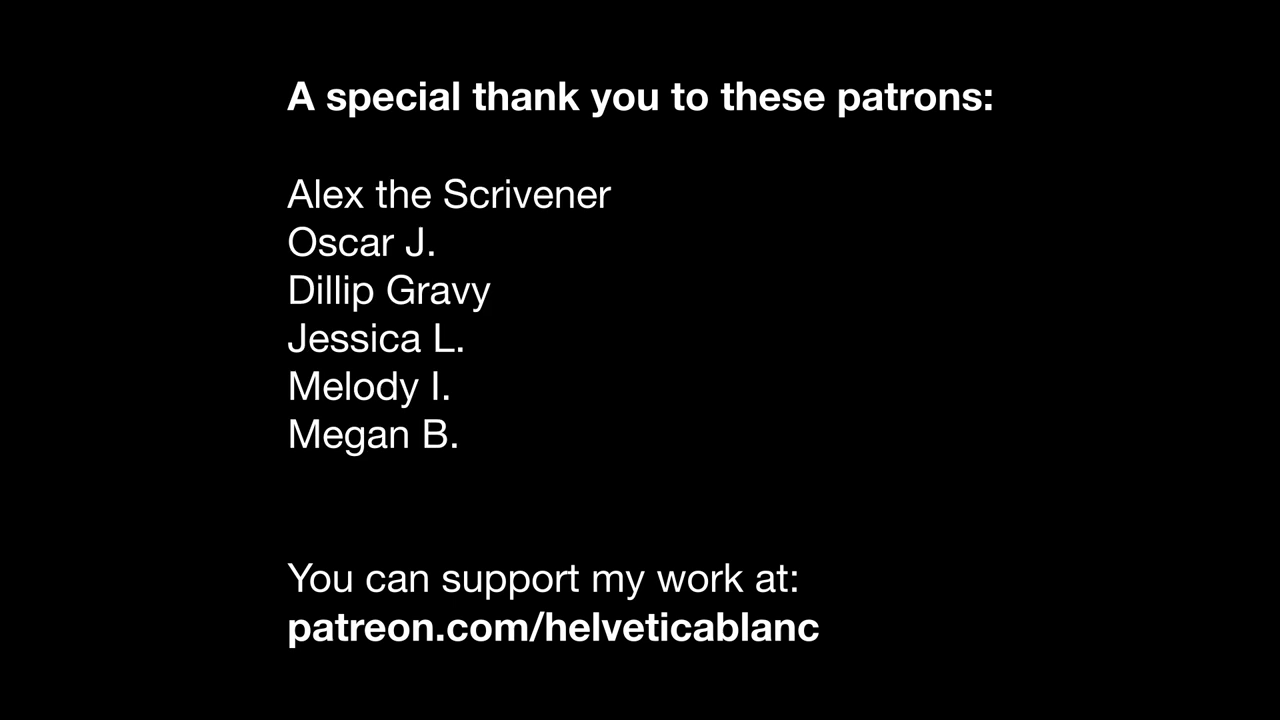 A special thank you to these patrons:
Alex the Scrivener
Oscar J.
Dillip Gravy
Jessica L.
Melody I.
Megan B.
You can support my work at:
patreon.com/helveticablanc